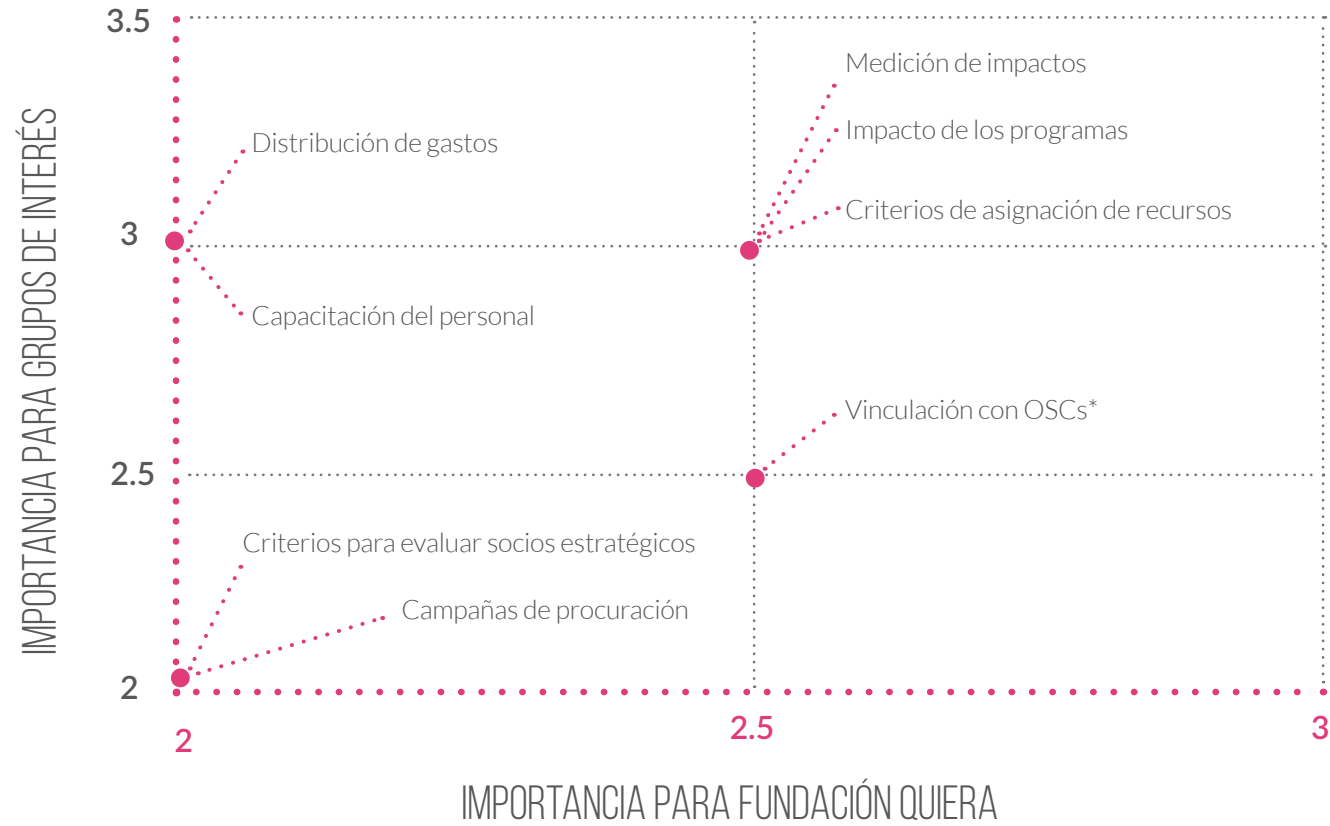 3.5
Medición de impactos
Distribución de gastos
Impacto de los programas
Criterios de asignación de recursos
3
Capacitación del personal
IMPORTANCIA PARA GRUPOS DE INTERÉS
Vinculación con OSCs*
2.5
Criterios para evaluar socios estratégicos
Campañas de procuración
2
2
2.5
3
IMPORTANCIA PARA FUNDACIÓN QUIERA